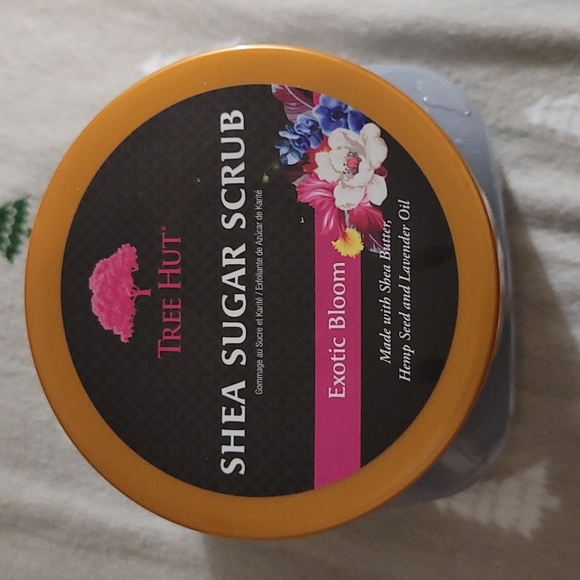 TREE HUT®
SHEA SUGAR SCRUB
Gommage au Sucre et Karité / Exfoliante de Azúcar de Karité
Exotic Bloom
Made with Shea Butter,
Hemp Seed and Lavender Oil